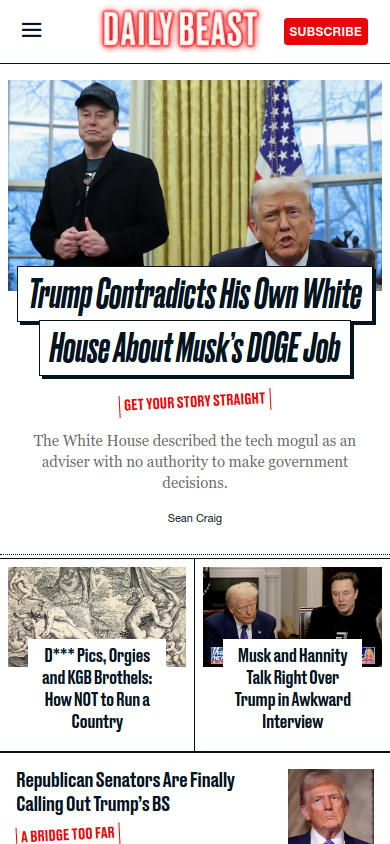 DAILY BEAST
SUBSCRIBE
Trump Contradicts His Own White
House About Musk's DOGE Job
GET YOUR STORY STRAIGHT
The White House described the tech mogul as an
adviser with no authority to make government
decisions.
Sean Craig
D*** Pics, Orgies
and KGB Brothels:
How NOT to Run a
Country
Musk and Hannity
Talk Right Over
Trump in Awkward
Interview
Republican Senators Are Finally
Calling Out Trump's BS
A BRIDGE TOO FAR